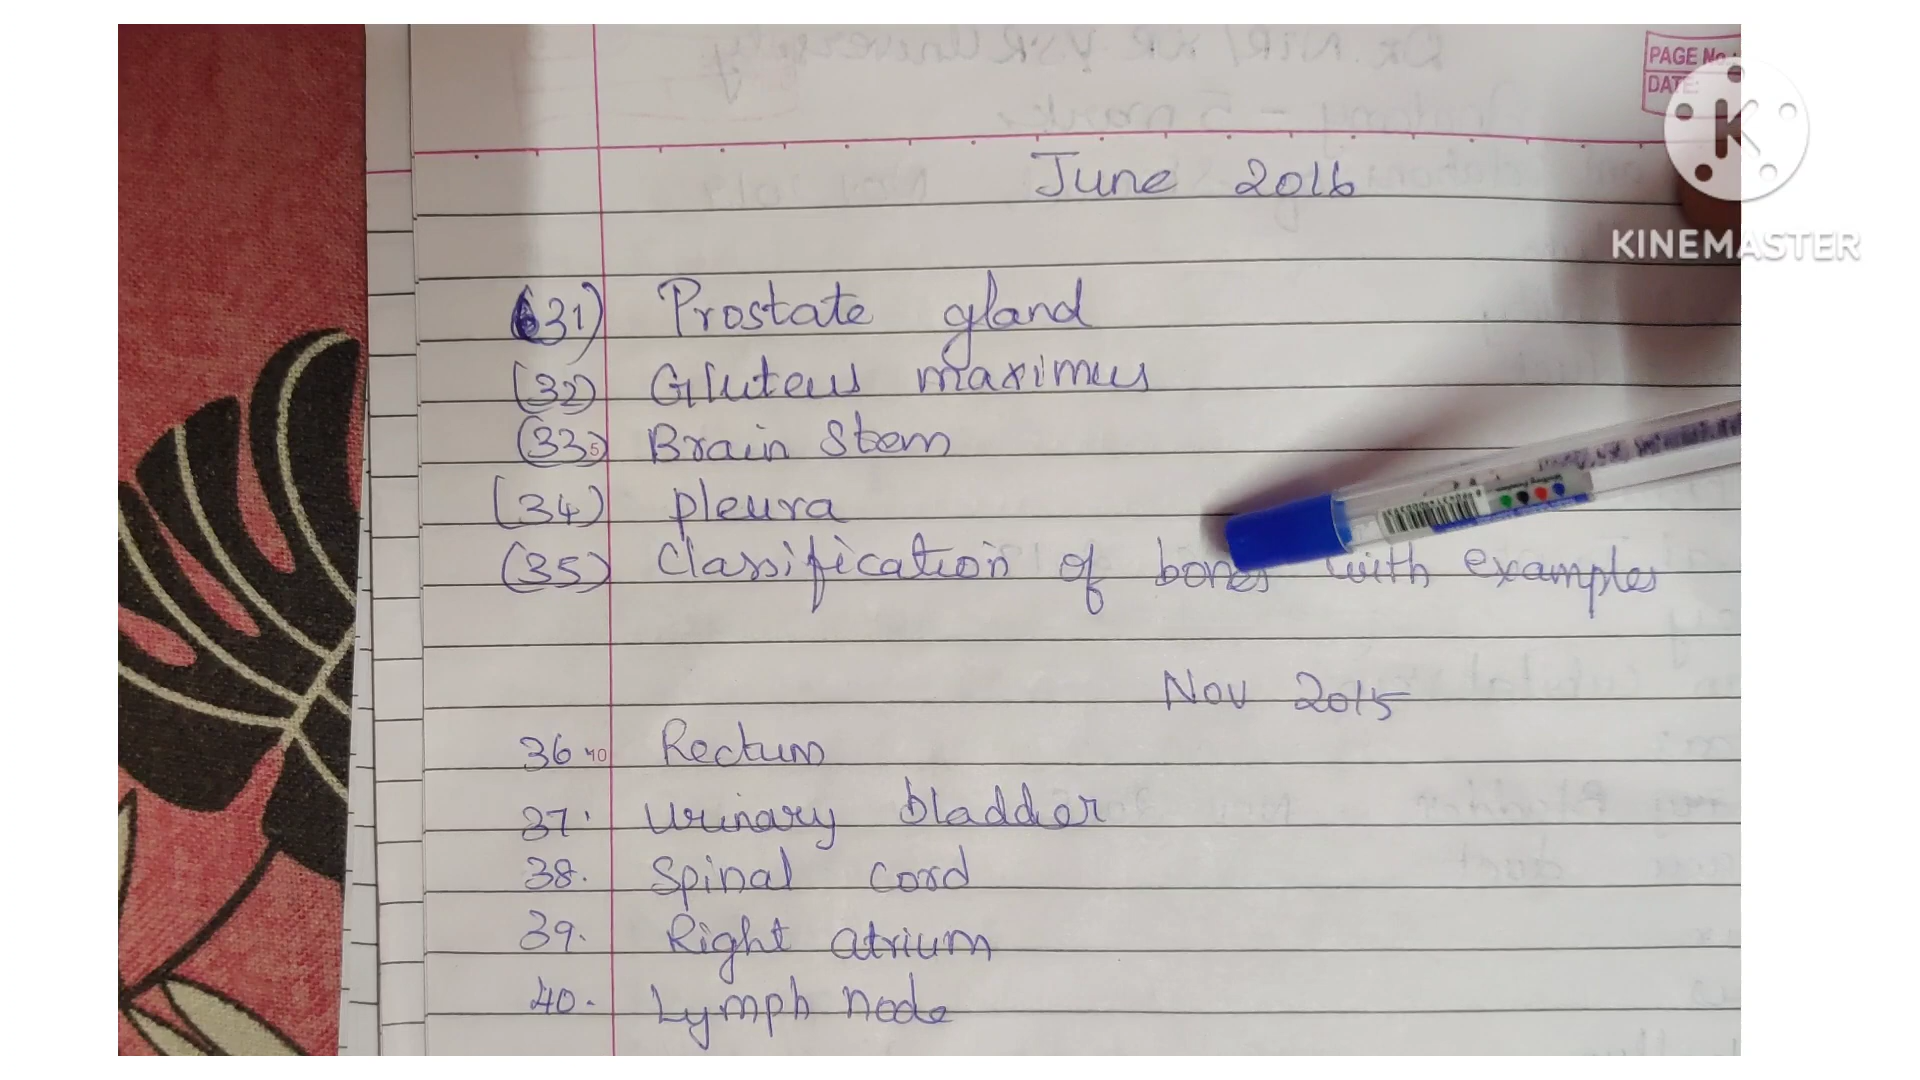 PAGE No.:
DATE:
June 2016
(31) Prostate gland
(32) Gluteus maximus
(33) Brain Stem
(34) pleura
(35) Classification of bones with examples
Nov 2015
36. Rectum
37. Urinary bladder
38. Spinal cord
39. Right atrium
40. Lymph node
KINEMASTER